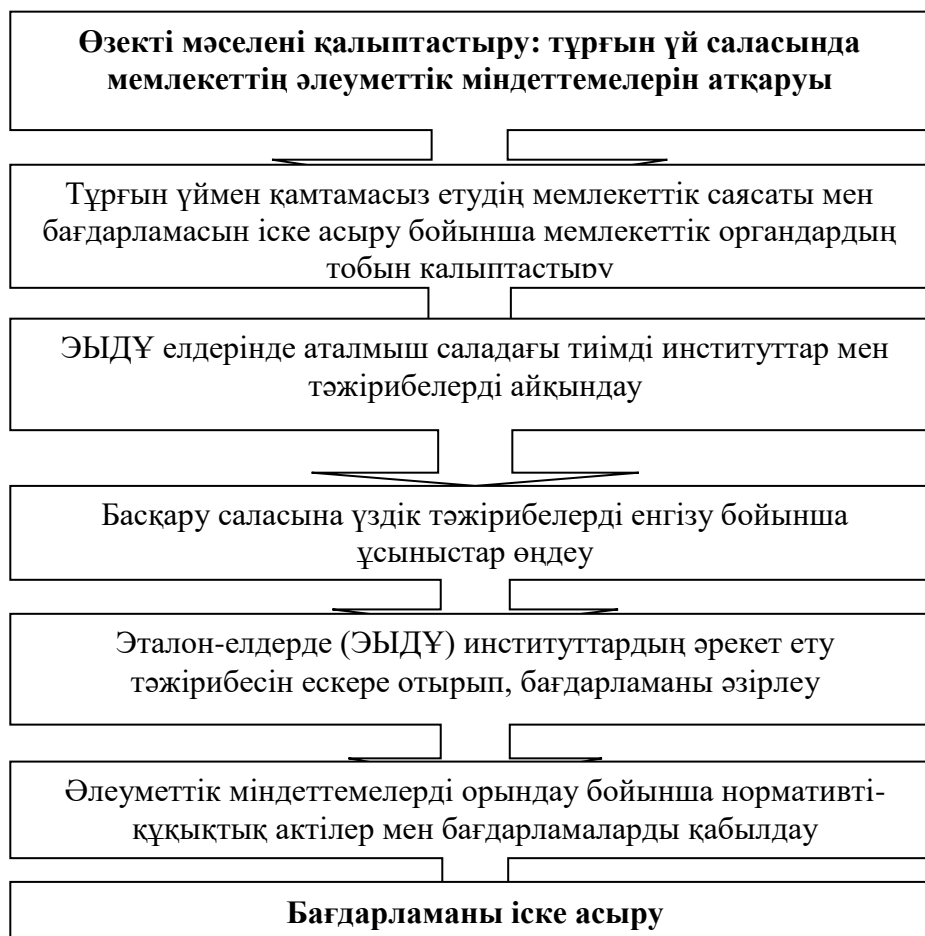 Өзекті мәселені қалыптастыру: тұрғын үй саласында
мемлекеттің әлеуметтік міндеттемелерін атқаруы
Тұрғын үймен қамтамасыз етудің мемлекеттік саясаты мен
бағдарламасын іске асыру бойынша мемлекеттік органдардың
тобын қалыптастыру
ЭЫДҰ елдерінде аталмыш саладағы тиімді институттар мен
тәжірибелерді айқындау
Басқару саласына үздік тәжірибелерді енгізу бойынша
ұсыныстар өңдеу
Эталон-елдерде (ЭЫДҰ) институттардың әрекет ету
тәжірибесін ескере отырып, бағдарламаны әзірлеу
Әлеуметтік міндеттемелерді орындау бойынша нормативті-
құқықтық актілер мен бағдарламаларды қабылдау
Бағдарламаны іске асыру